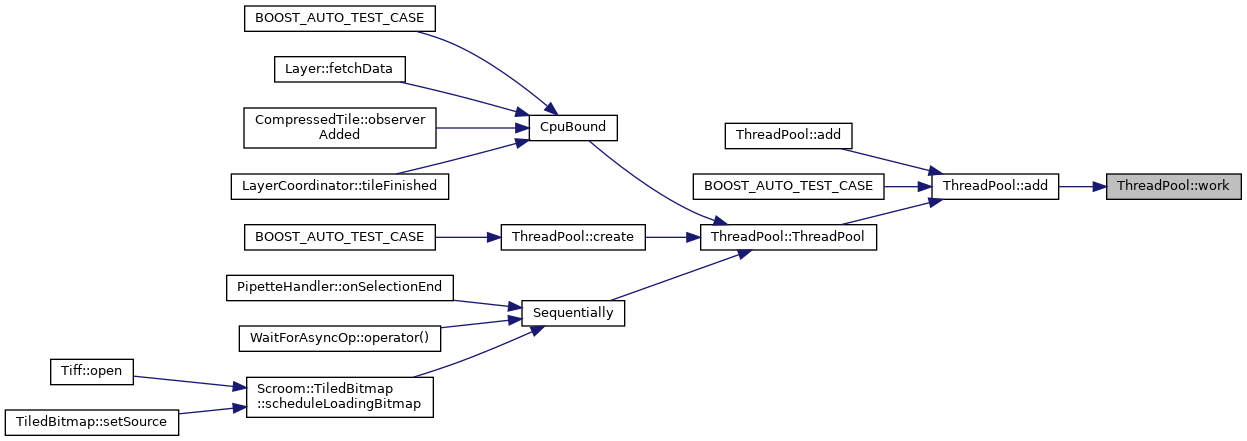 BOOST_AUTO_TEST_CASE
Layer::fetchData
CompressedTile::observer
Added
LayerCoordinator::tileFinished
CpuBound
ThreadPool::add
BOOST_AUTO_TEST_CASE
ThreadPool::add
ThreadPool::work
BOOST_AUTO_TEST_CASE
ThreadPool::create
ThreadPool::ThreadPool
PipetteHandler::onSelectionEnd
WaitForAsyncOp::operator()
Sequentially
Tiff::open
TiledBitmap::setSource
Scroom::TiledBitmap
::scheduleLoadingBitmap